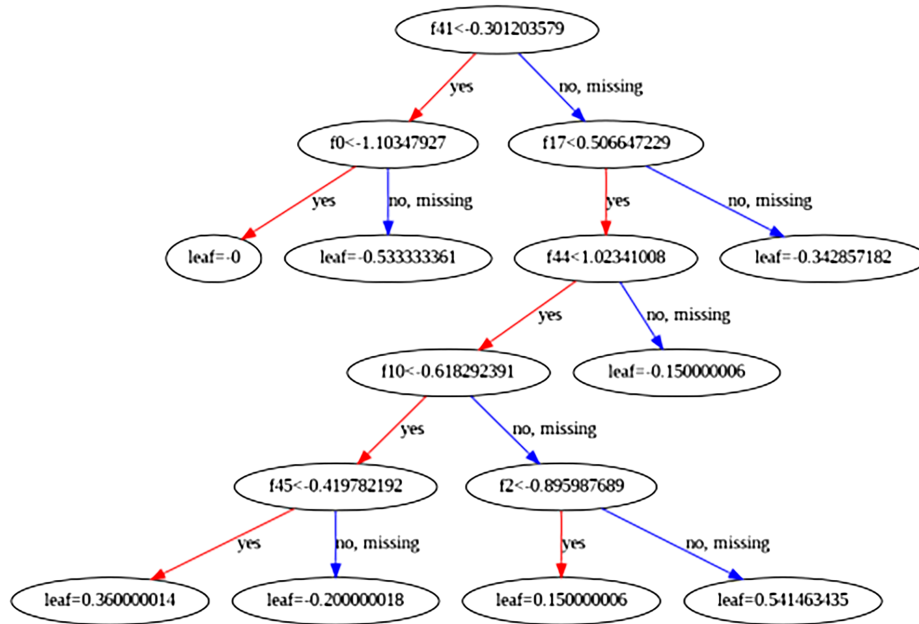 f41<-0.301203579
yes
no, missing
f0<-1.10347927
f17<0.506647229
yes
no, missing
yes
no, missing
leaf=-0
leaf=-0.533333361
f44<1.02341008
leaf=-0.342857182
yes
no, missing
f10<-0.618292391
leaf=-0.150000006
yes
no, missing
f45<-0.419782192
f2<-0.895987689
yes
no, missing
yes
no, missing
leaf=0.360000014
leaf=-0.200000018
leaf=0.150000006
leaf=0.541463435